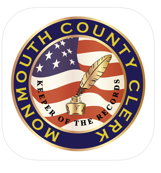 MONMOUTH COUNTY CLERK
KEEPER OF THE RECORDS